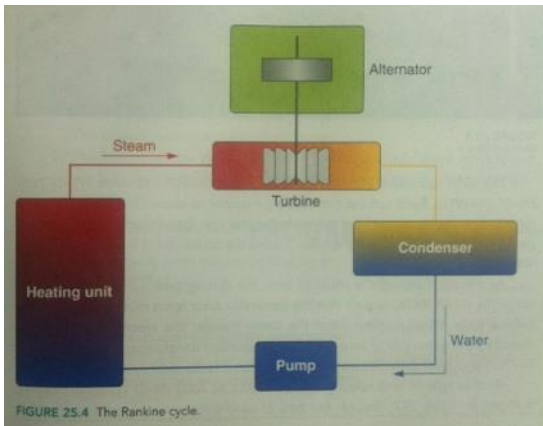 Alternator
Steam
Turbine
Condenser
Heating unit
Water
Pump
FIGURE 25.4 The Rankine cycle.